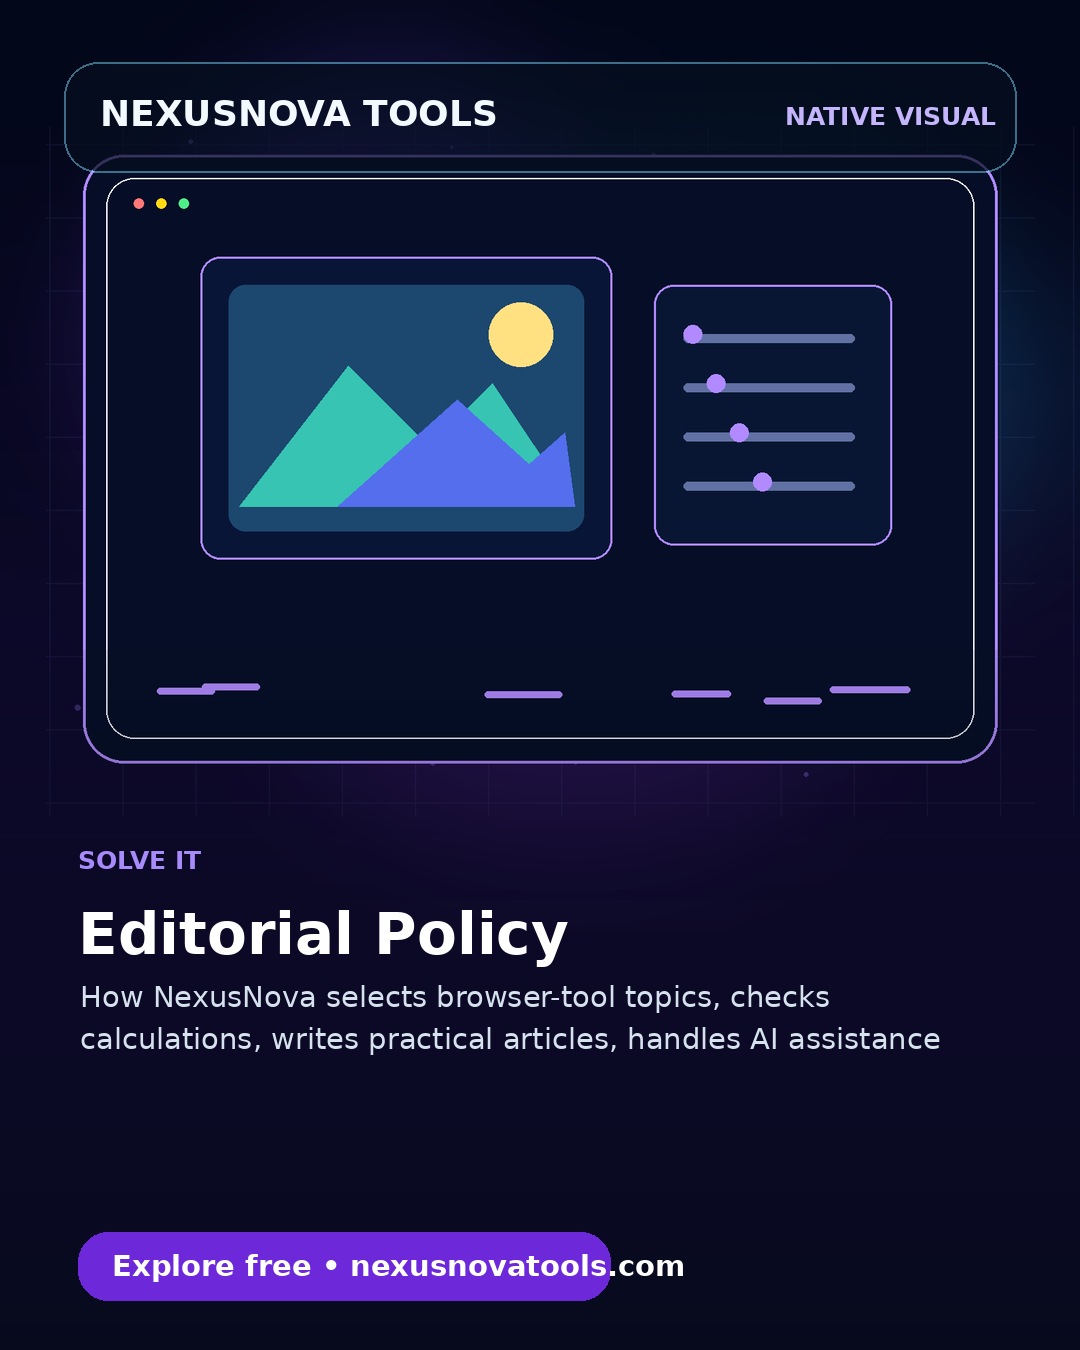 NEXUSNOVA TOOLS
NATIVE VISUAL
SOLVE IT
Editorial Policy
How NexusNova selects browser-tool topics, checks
calculations, writes practical articles, handles AI assistance
Explore free • nexusnovatools.com